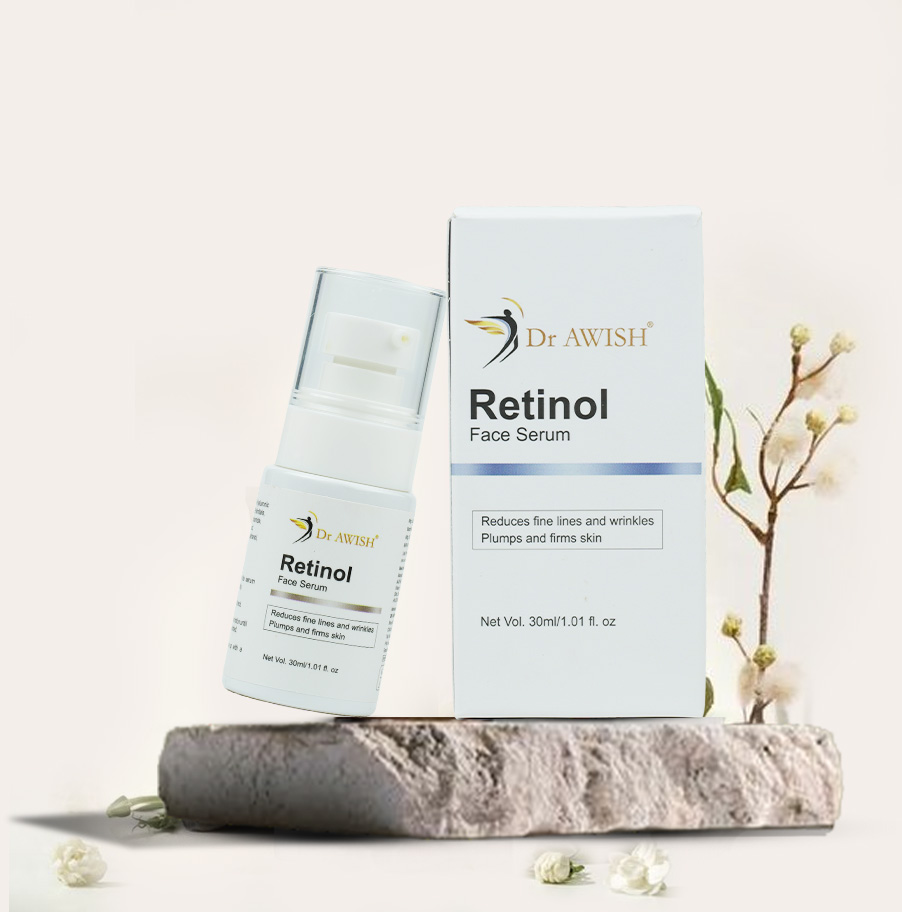 Dr AWISH®
Retinol
Face Serum
Reduces fine lines and wrinkles
Plumps and firms skin
Net Vol. 30ml/1.01 fl. oz
Dr AWISH®
Retinol
Face Serum
Reduces fine lines and wrinkles
Plumps and firms skin
Net Vol. 30ml/1.01 fl. oz